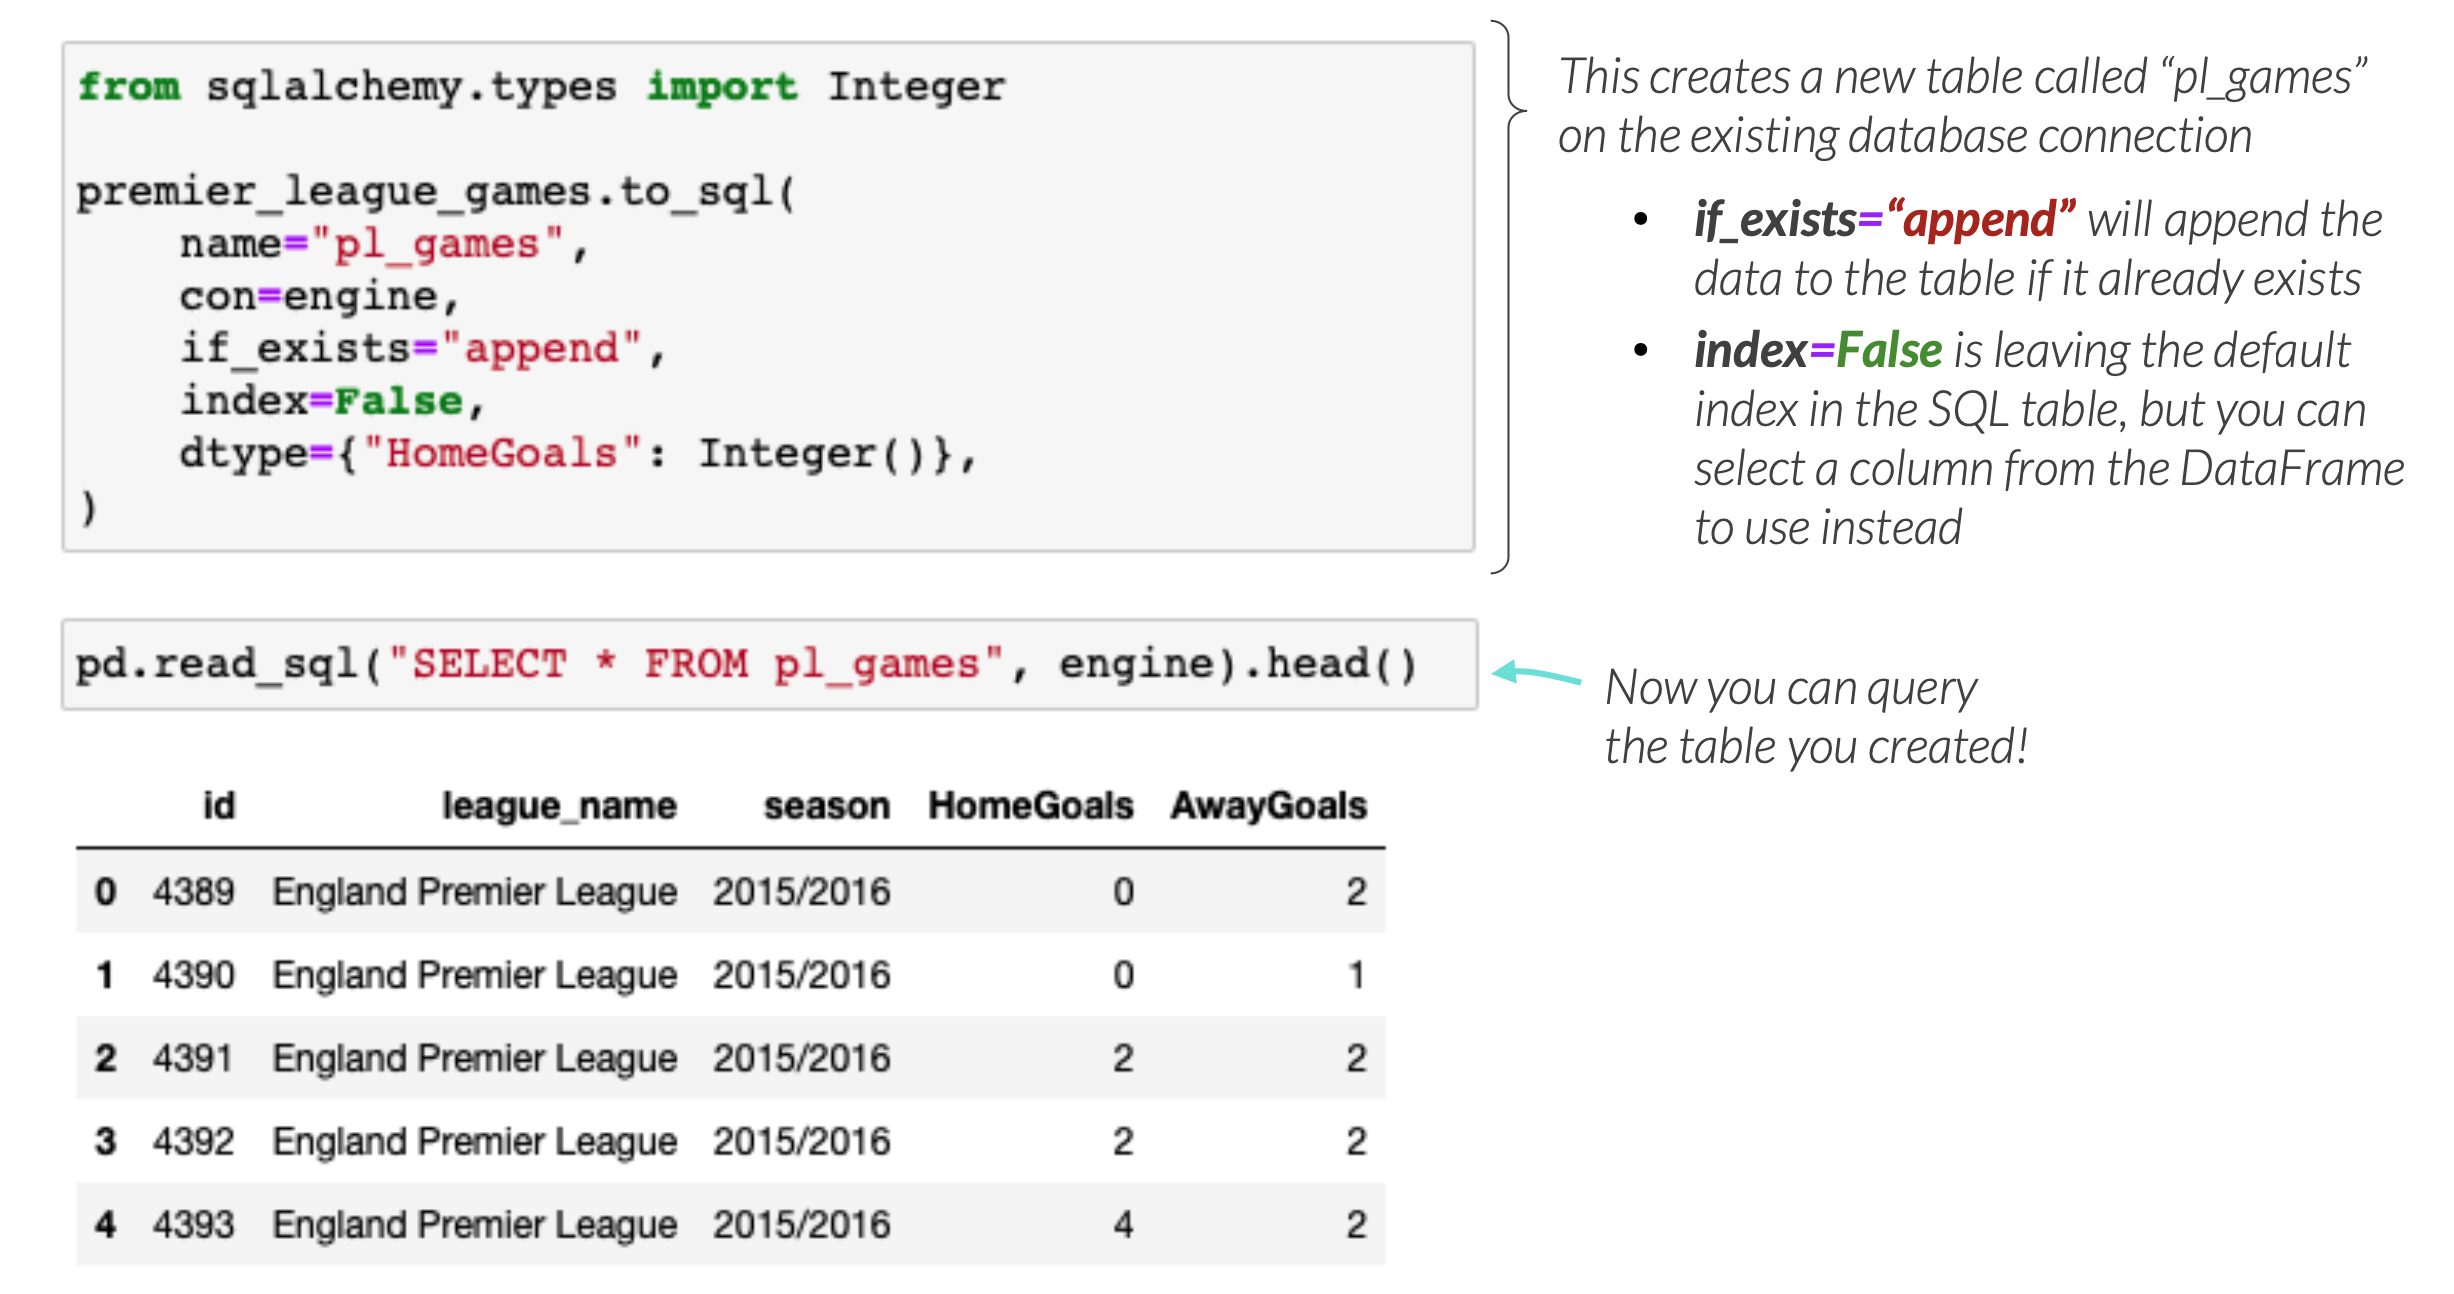 from sqlalchemy.types import Integer
premier_league_games.to_sql(
name="pl_games",
con=engine,
if_exists="append",
index=False,
dtype={"HomeGoals": Integer()},
)
This creates a new table called “pl_games”
on the existing database connection
• if_exists=“append” will append the
data to the table if it already exists
• index=False is leaving the default
index in the SQL table, but you can
select a column from the DataFrame
to use instead
pd.read_sql("SELECT * FROM pl_games", engine).head()
Now you can query
the table you created!
id league_name season HomeGoals AwayGoals
0 4389 England Premier League 2015/2016 0 2
1 4390 England Premier League 2015/2016 0 1
2 4391 England Premier League 2015/2016 2 2
3 4392 England Premier League 2015/2016 2 2
4 4393 England Premier League 2015/2016 4 2